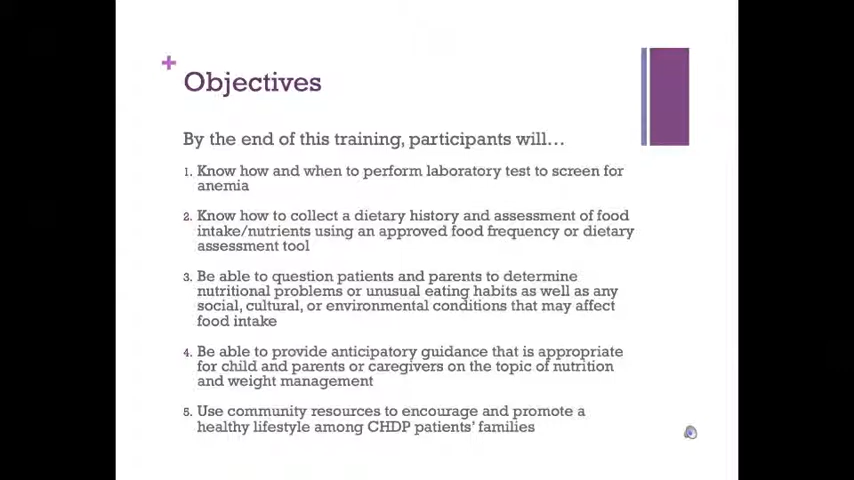 +
Objectives
By the end of this training, participants will…
1. Know how and when to perform laboratory test to screen for
anemia
2. Know how to collect a dietary history and assessment of food
intake/nutrients using an approved food frequency or dietary
assessment tool
3. Be able to question patients and parents to determine
nutritional problems or unusual eating habits as well as any
social, cultural, or environmental conditions that may affect
food intake
4. Be able to provide anticipatory guidance that is appropriate
for child and parents or caregivers on the topic of nutrition
and weight management
5. Use community resources to encourage and promote a
healthy lifestyle among CHDP patients’ families